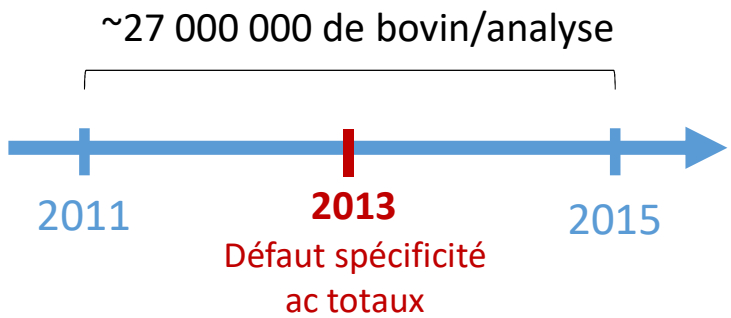 ~27 000 000 de bovin/analyse
2011
2013
2015
Défaut spécificité
ac totaux